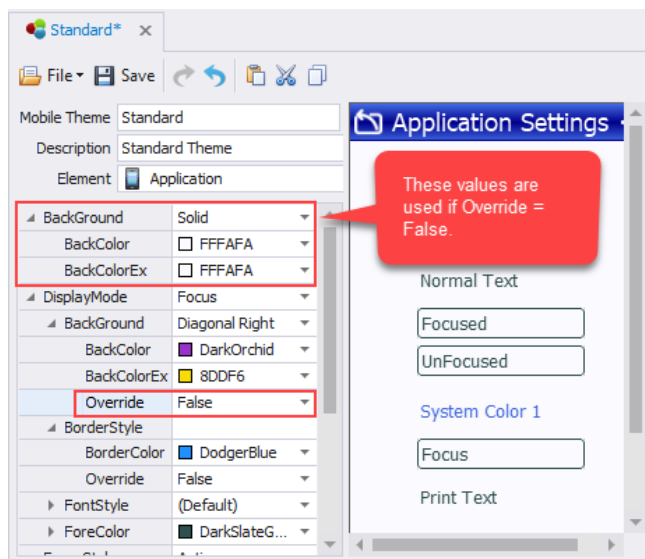 Standard*
File Save
Mobile Theme Standard
Description Standard Theme
Element Application
BackGround Solid
BackColor FFFAFA
BackColorEx FFFAFA
DisplayMode Focus
BackGround Diagonal Right
BackColor DarkOrchid
BackColorEx 8DDF6
Override False
BorderStyle
BorderColor DodgerBlue
Override False
FontStyle (Default)
ForeColor DarkSlateG...
Application Settings
These values are
used if Override =
False.
Normal Text
Focused
UnFocused
System Color 1
Focus
Print Text